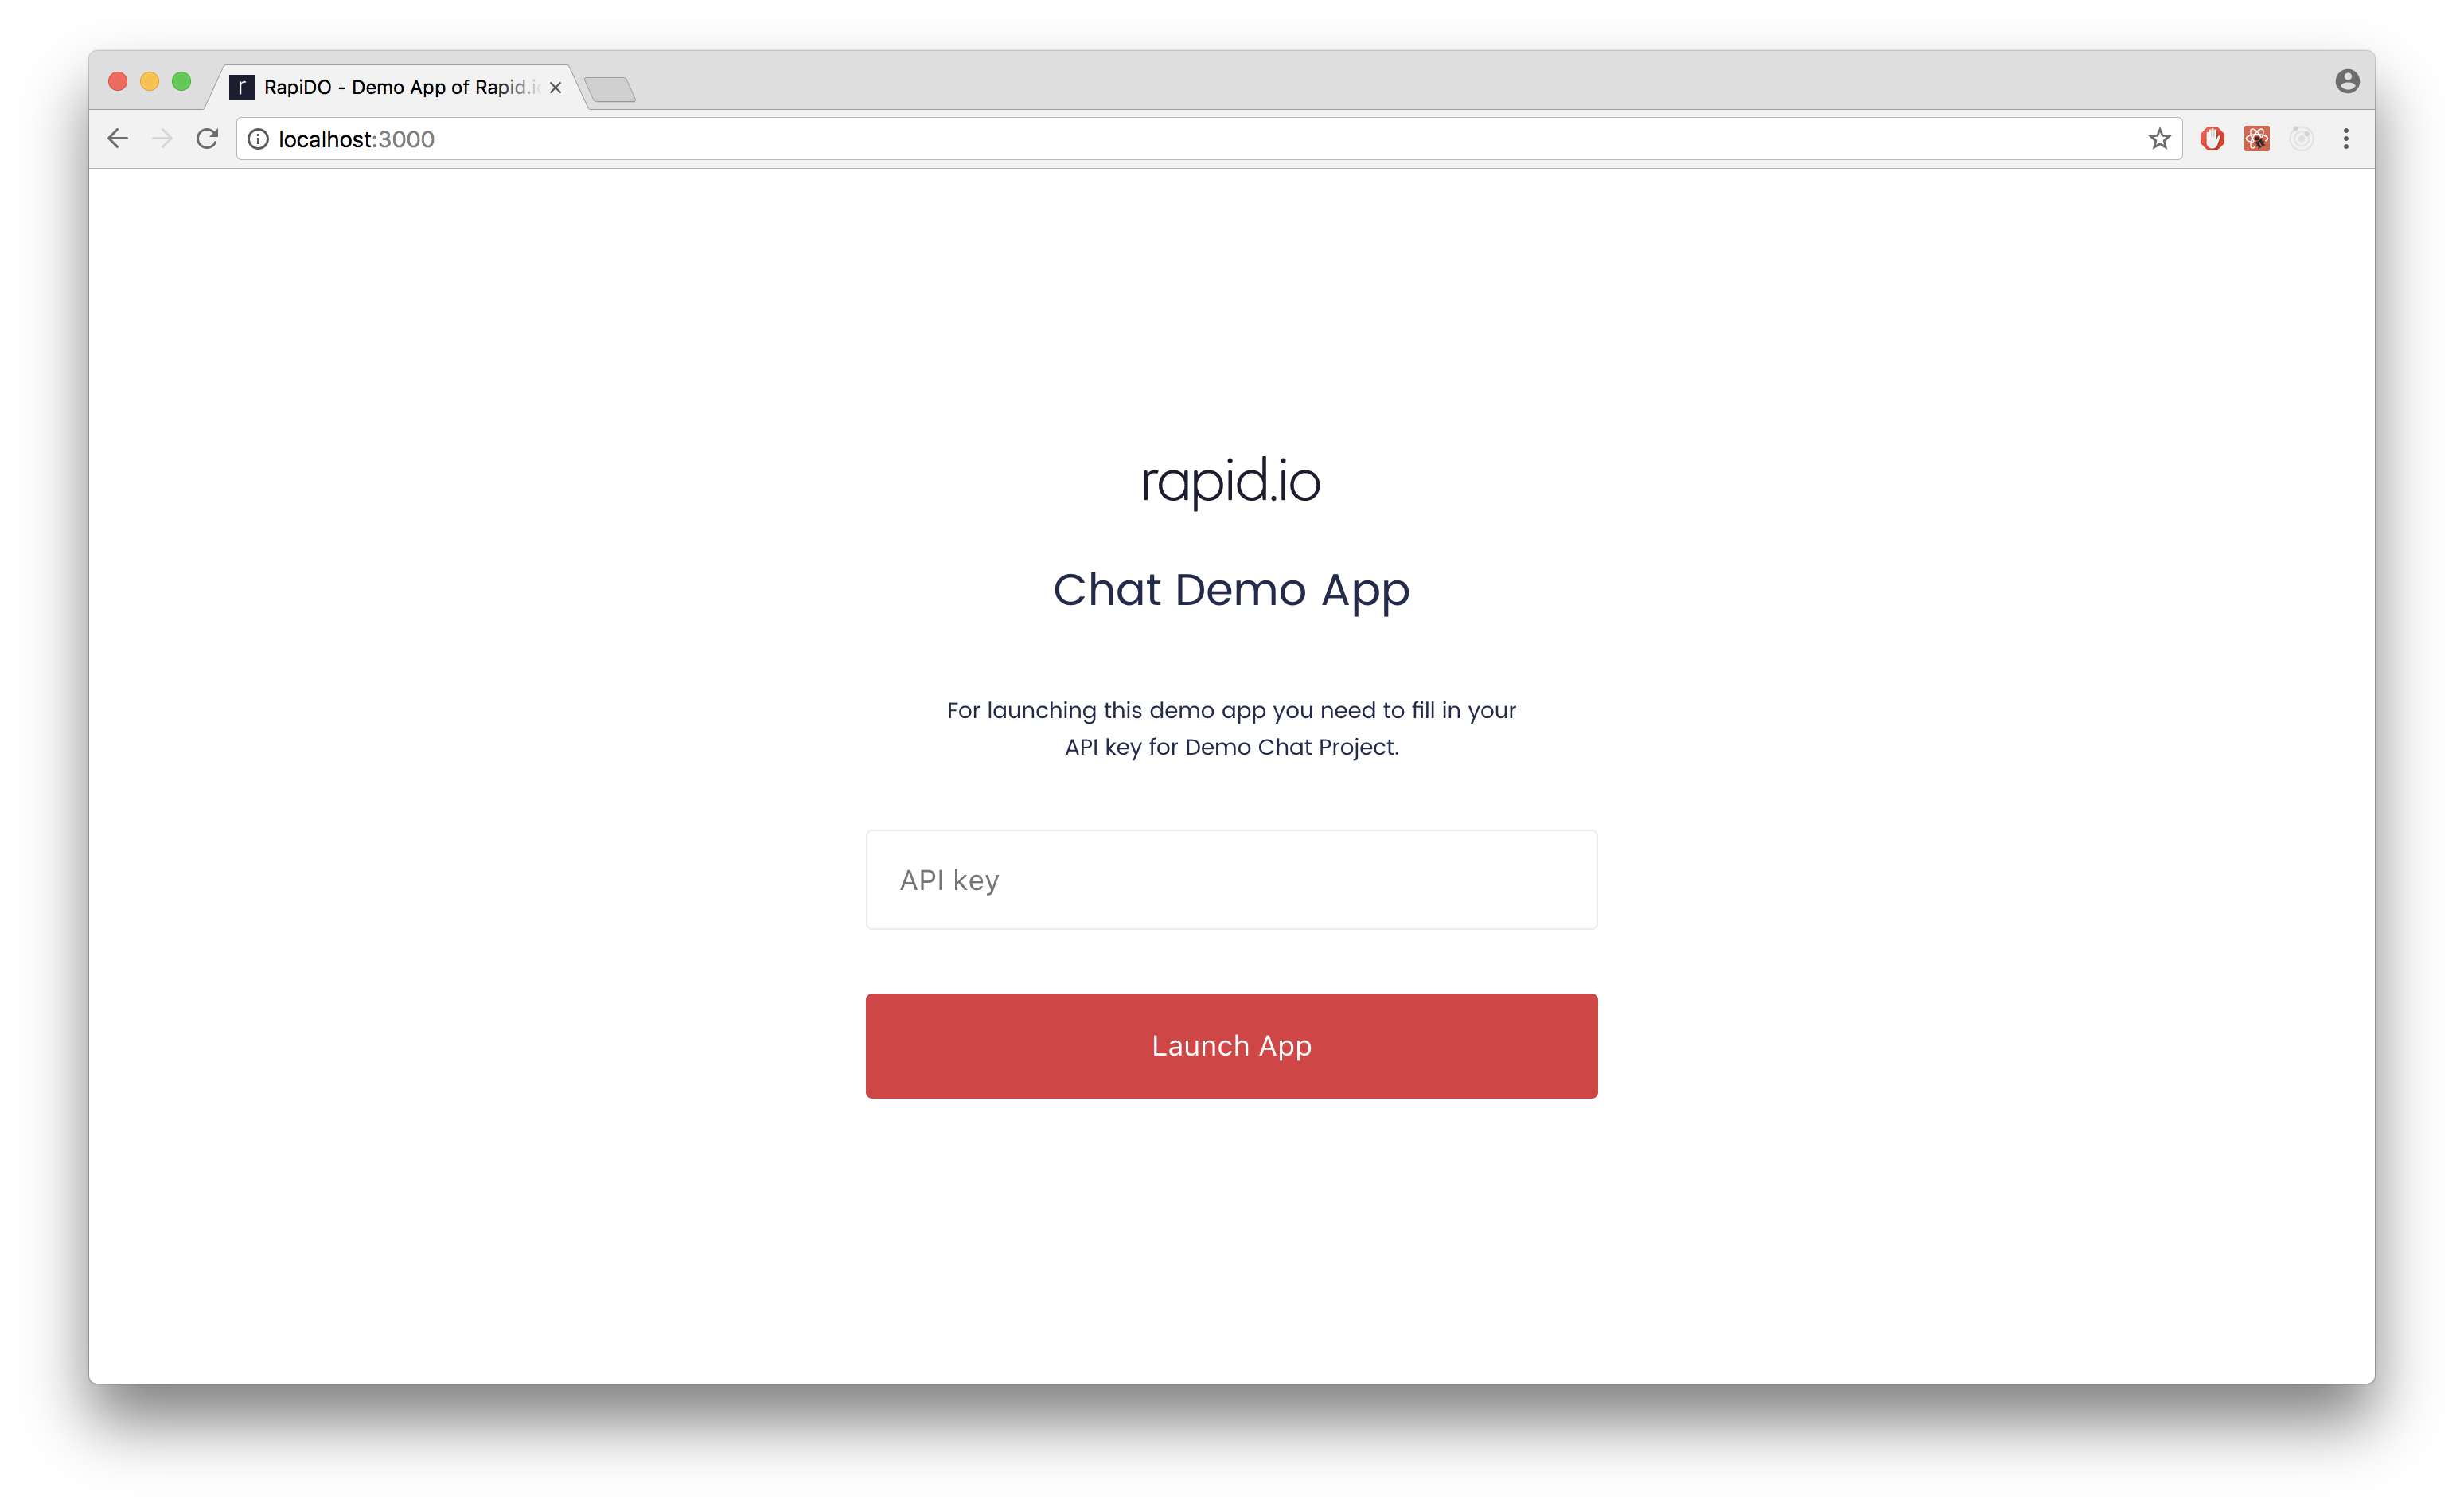 r RapiDO - Demo App of Rapid.i
localhost:3000
rapid.io
Chat Demo App
For launching this demo app you need to fill in your
API key for Demo Chat Project.
API key
Launch App